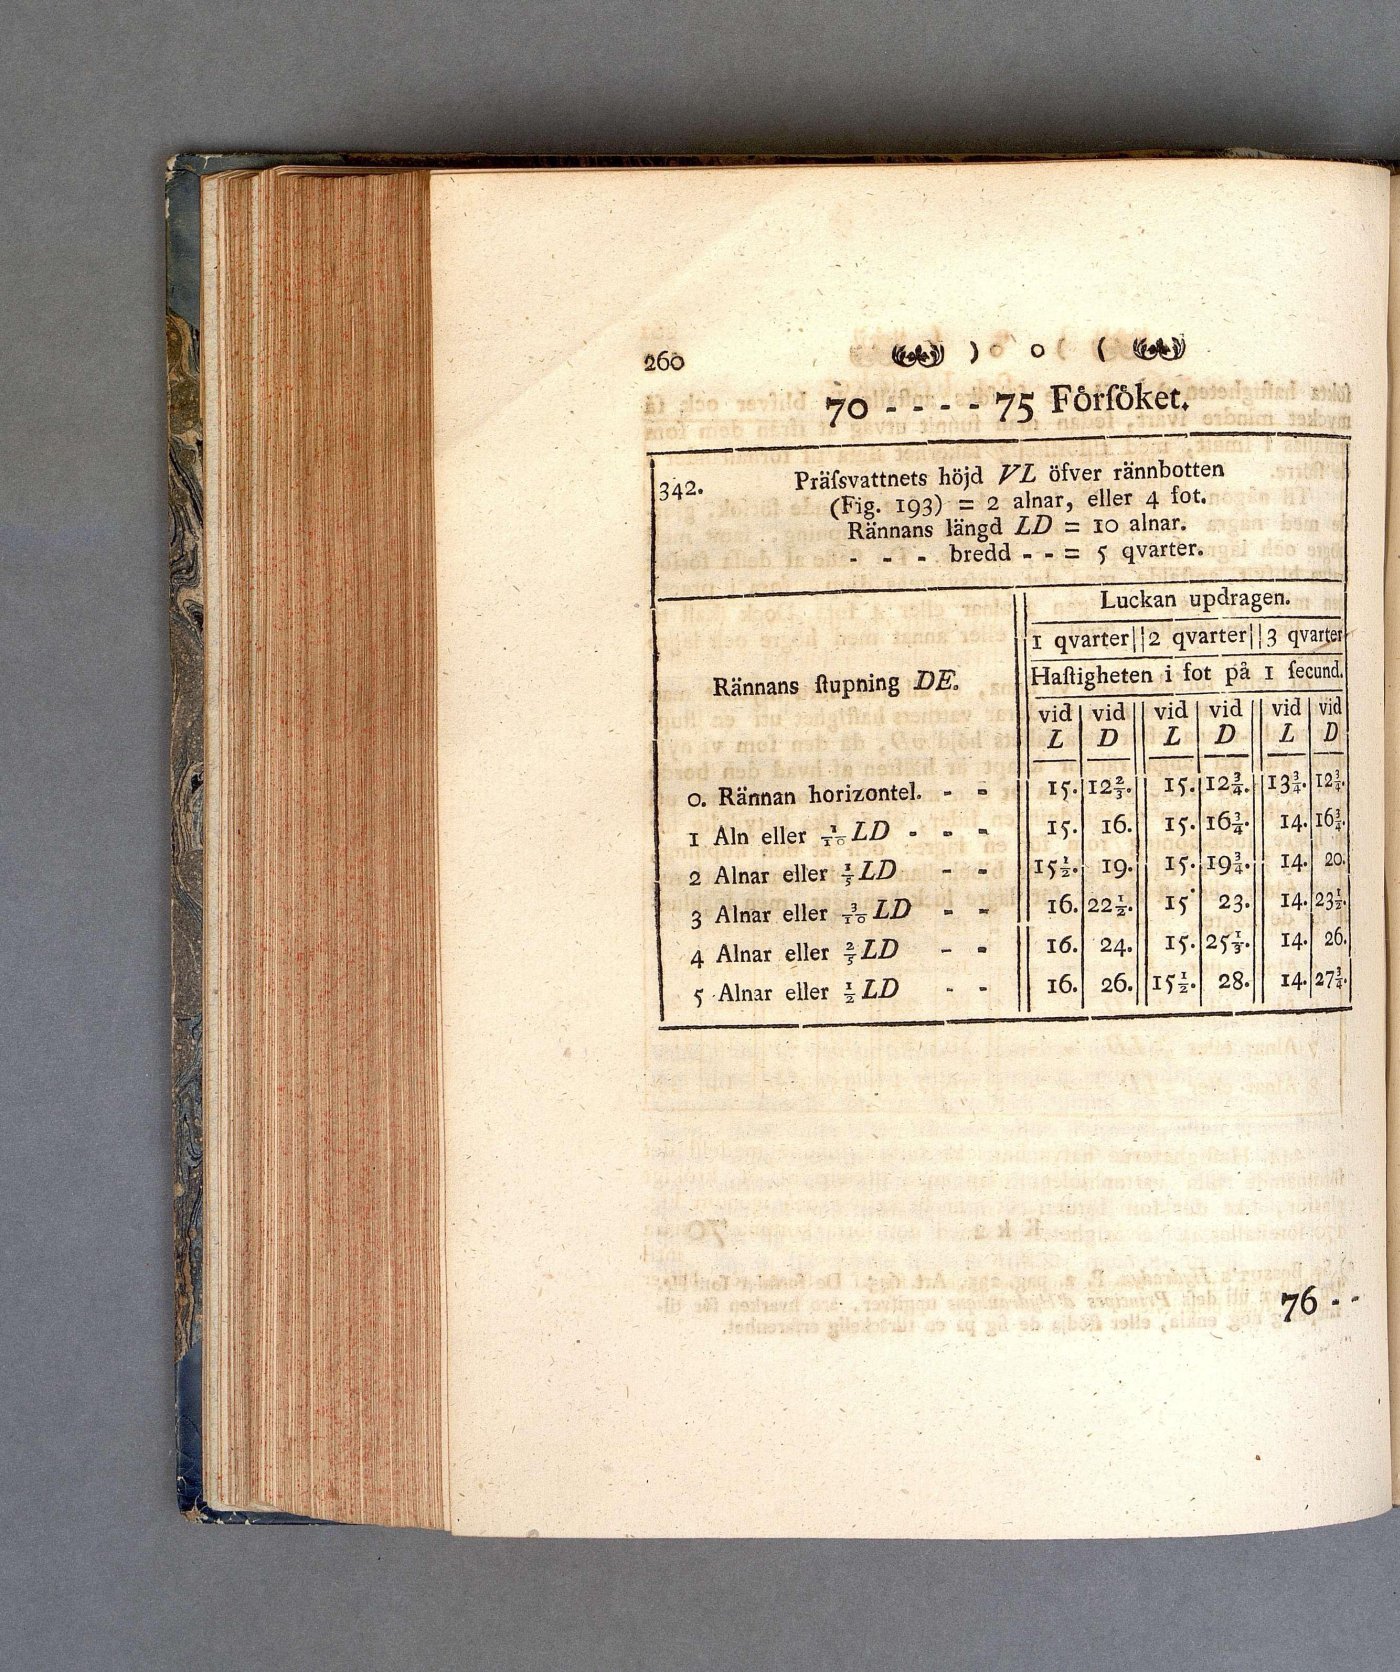 260 ) o o ) (
70 - - - - 75 Förſöket.
342. Präſsvattnets höjd VL öfver rännbotten
(Fig. 193) = 2 alnar, eller 4 fot.
Rännans längd LD = 10 alnar.
- - - bredd - - = 5 qvarter.
Luckan updragen.
1 qvarter || 2 qvarter || 3 qvarter
Rännans ſtupning DE. Haſtigheten i fot på 1 ſecund.
vid vid vid vid vid vid
L D L D L D
0. Rännan horizontel. - - 15. 12⅔. 15. 12¾. 13¾. 12¾.
1 Aln eller 1/10 LD - - - 15. 16. 15. 16¾. 14. 16¾.
2 Alnar eller ⅕ LD - - 15½. 19. 15. 19¾. 14. 20.
3 Alnar eller 3/10 LD - - 16. 22½. 15 23. 14. 23½.
4 Alnar eller ⅖ LD - - 16. 24. 15. 25⅓. 14. 26.
5 Alnar eller ½ LD - - 16. 26. 15½. 28. 14. 27¾.
76 - -